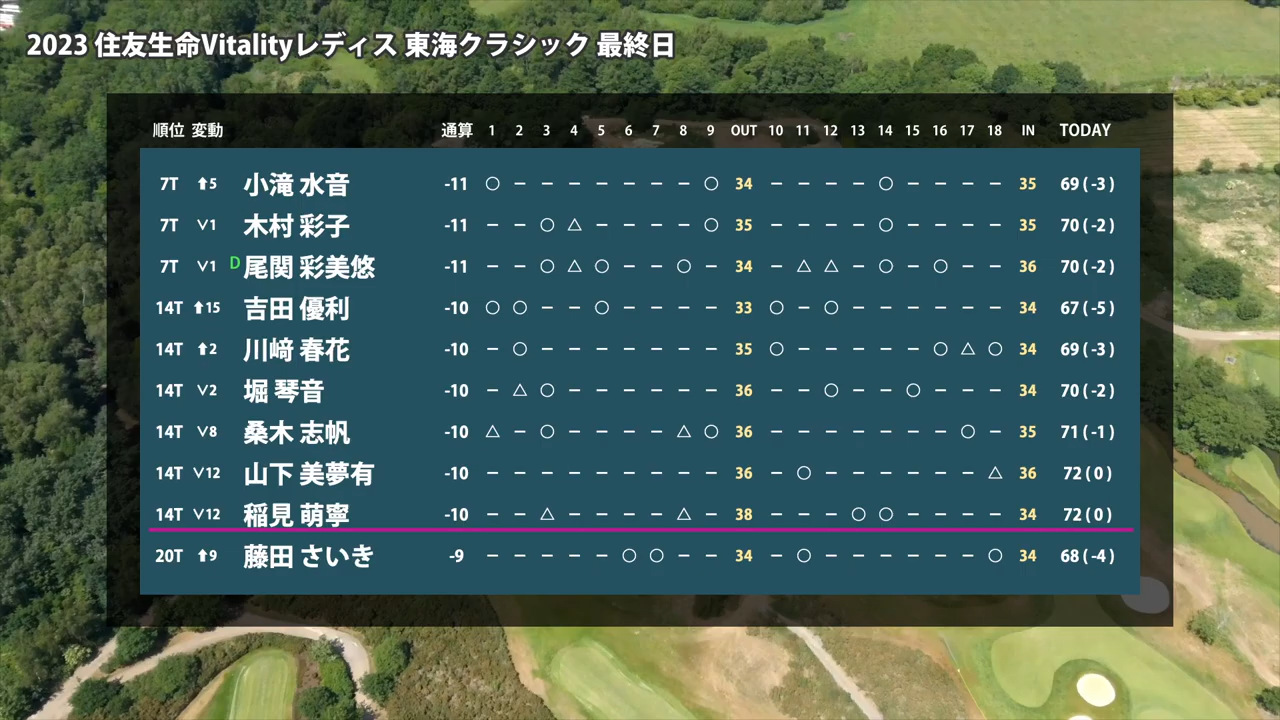 2023 住友生命Vitalityレディス 東海クラシック 最終日
順位 変動 通算 1 2 3 4 5 6 7 8 9 OUT 10 11 12 13 14 15 16 17 18 IN TODAY
7T ⬆5 小滝 水音 -11 ○ − − − − − − − ○ 34 − − − − ○ − − − − 35 69 ( -3 )
7T ∨1 木村 彩子 -11 − − ○ △ − − − − ○ 35 − − − − ○ − − − − 35 70 ( -2 )
7T ∨1 D 尾関 彩美悠 -11 − − ○ △ ○ − − ○ − 34 − △ △ − ○ − ○ − − 36 70 ( -2 )
14T ⬆15 吉田 優利 -10 ○ ○ − − ○ − − − − 33 ○ − ○ − − − − − − 34 67 ( -5 )
14T ⬆2 川﨑 春花 -10 − ○ − − − − − − − 35 ○ − − − − − ○ △ ○ 34 69 ( -3 )
14T ∨2 堀 琴音 -10 − △ ○ − − − − − − 36 − − ○ − − ○ − − − 34 70 ( -2 )
14T ∨8 桑木 志帆 -10 △ − ○ − − − − △ ○ 36 − − − − − − − ○ − 35 71 ( -1 )
14T ∨12 山下 美夢有 -10 − − − − − − − − − 36 − ○ − − − − − − △ 36 72 ( 0 )
14T ∨12 稲見 萌寧 -10 − − △ − − − − △ − 38 − − − ○ ○ − − − − 34 72 ( 0 )
20T ⬆9 藤田 さいき -9 − − − − − ○ ○ − − 34 − ○ − − − − − − ○ 34 68 ( -4 )